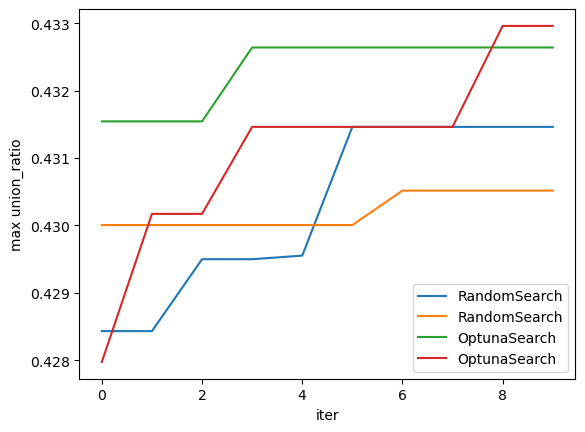 0.433
0.432
0.431
0.430
0.429
0.428
max union_ratio
0 2 4 6 8
iter
RandomSearch
RandomSearch
OptunaSearch
OptunaSearch